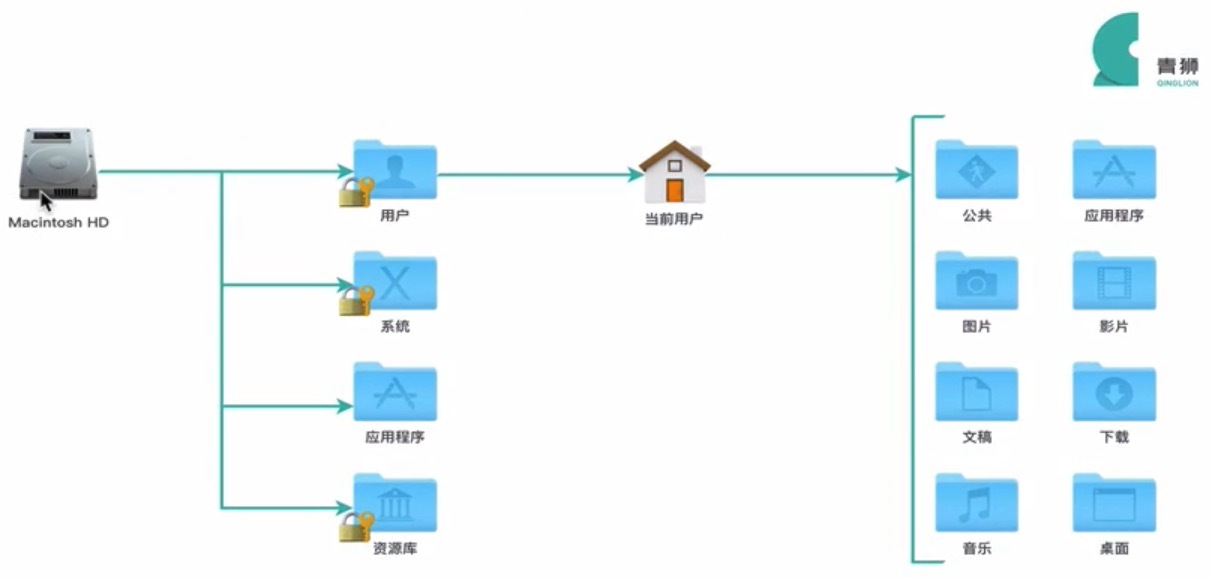 青狮
QINGLION
Macintosh HD
用户
当前用户
公共
应用程序
系统
图片
影片
应用程序
文稿
下载
资源库
音乐
桌面